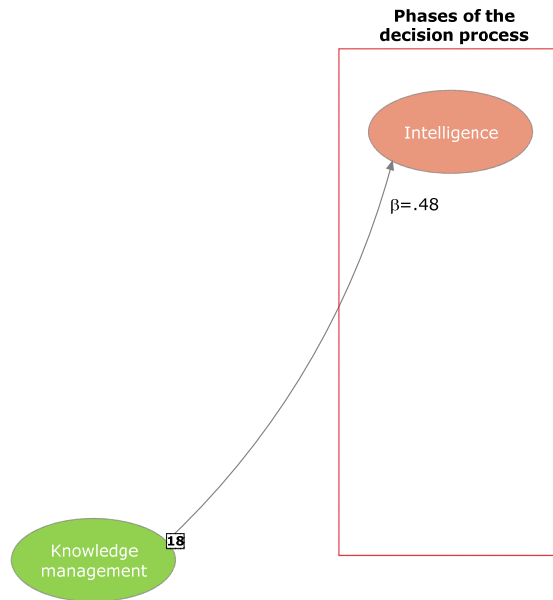 Phases of the
decision process
Intelligence
β=.48
18
Knowledge
management